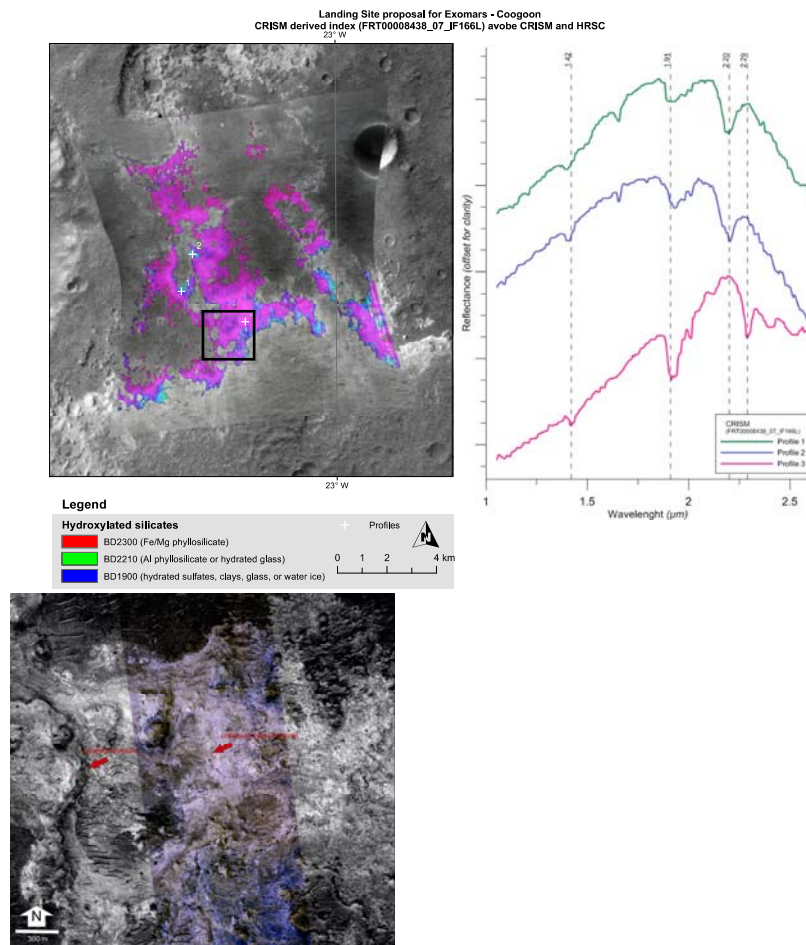 Landing Site proposal for Exomars - Coogoon
CRISM derived index (FRT00008438_07_IF166L) avobe CRISM and HRSC
23° W
2
1
23° W
1.42
1.91
2.20
2.29
Reflectance (offset for clarity)
CRISM
(FRT00008438_07_IF166L)
Profile 1
Profile 2
Profile 3
1
1.5
2
2.5
Wavelenght (µm)
Legend
Hydroxylated silicates
Profiles
BD2300 (Fe/Mg phyllosilicate)
BD2210 (Al phyllosilicate or hydrated glass)
BD1900 (hydrated sulfates, clays, glass, or water ice)
N
0 1 2 4 km
N
300 m